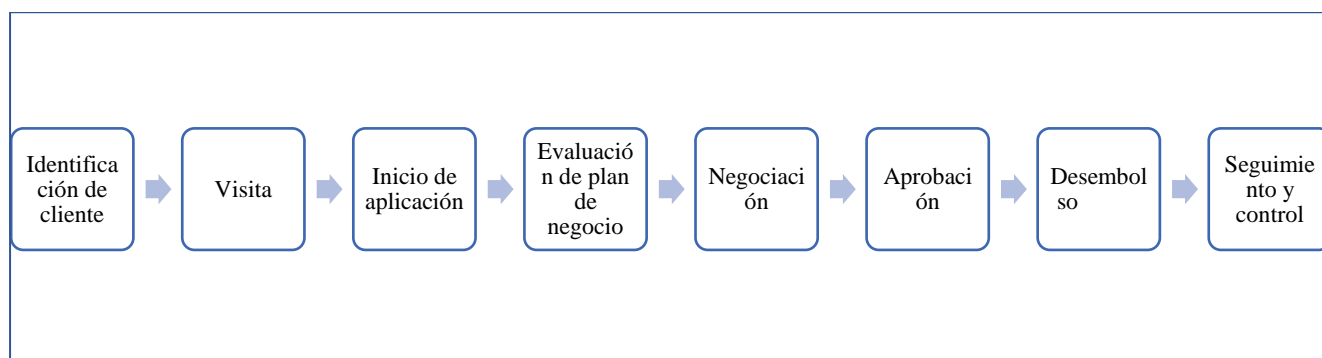 Identifica
ción de
cliente
Visita
Inicio de
aplicación
Evaluació
n de plan
de
negocio
Negociaci
ón
Aprobaci
ón
Desembol
so
Seguimie
nto y
control